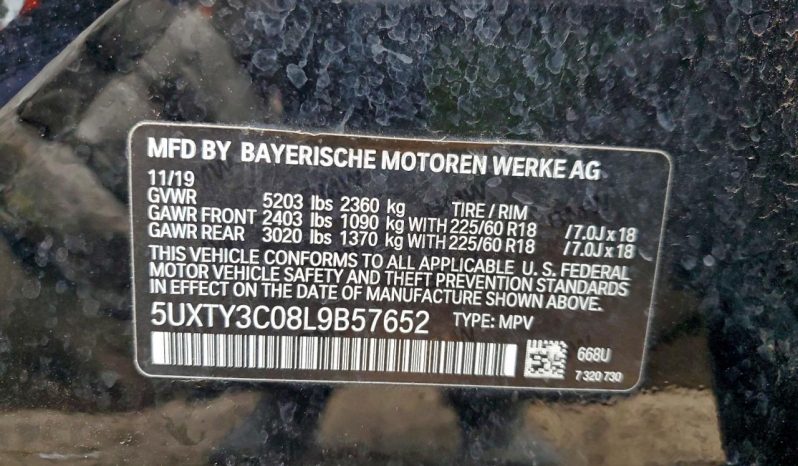 MFD BY BAYERISCHE MOTOREN WERKE AG
11/19
GVWR 5203 lbs 2360 kg TIRE / RIM
GAWR FRONT 2403 lbs 1090 kg WITH 225/60 R18 /7.0J x 18
GAWR REAR 3020 lbs 1370 kg WITH 225/60 R18 /7.0J x 18
THIS VEHICLE CONFORMS TO ALL APPLICABLE U. S. FEDERAL
MOTOR VEHICLE SAFETY AND THEFT PREVENTION STANDARDS
IN EFFECT ON THE DATE OF MANUFACTURE SHOWN ABOVE.
5UXTY3C08L9B57652 TYPE: MPV
668U
7 320 730